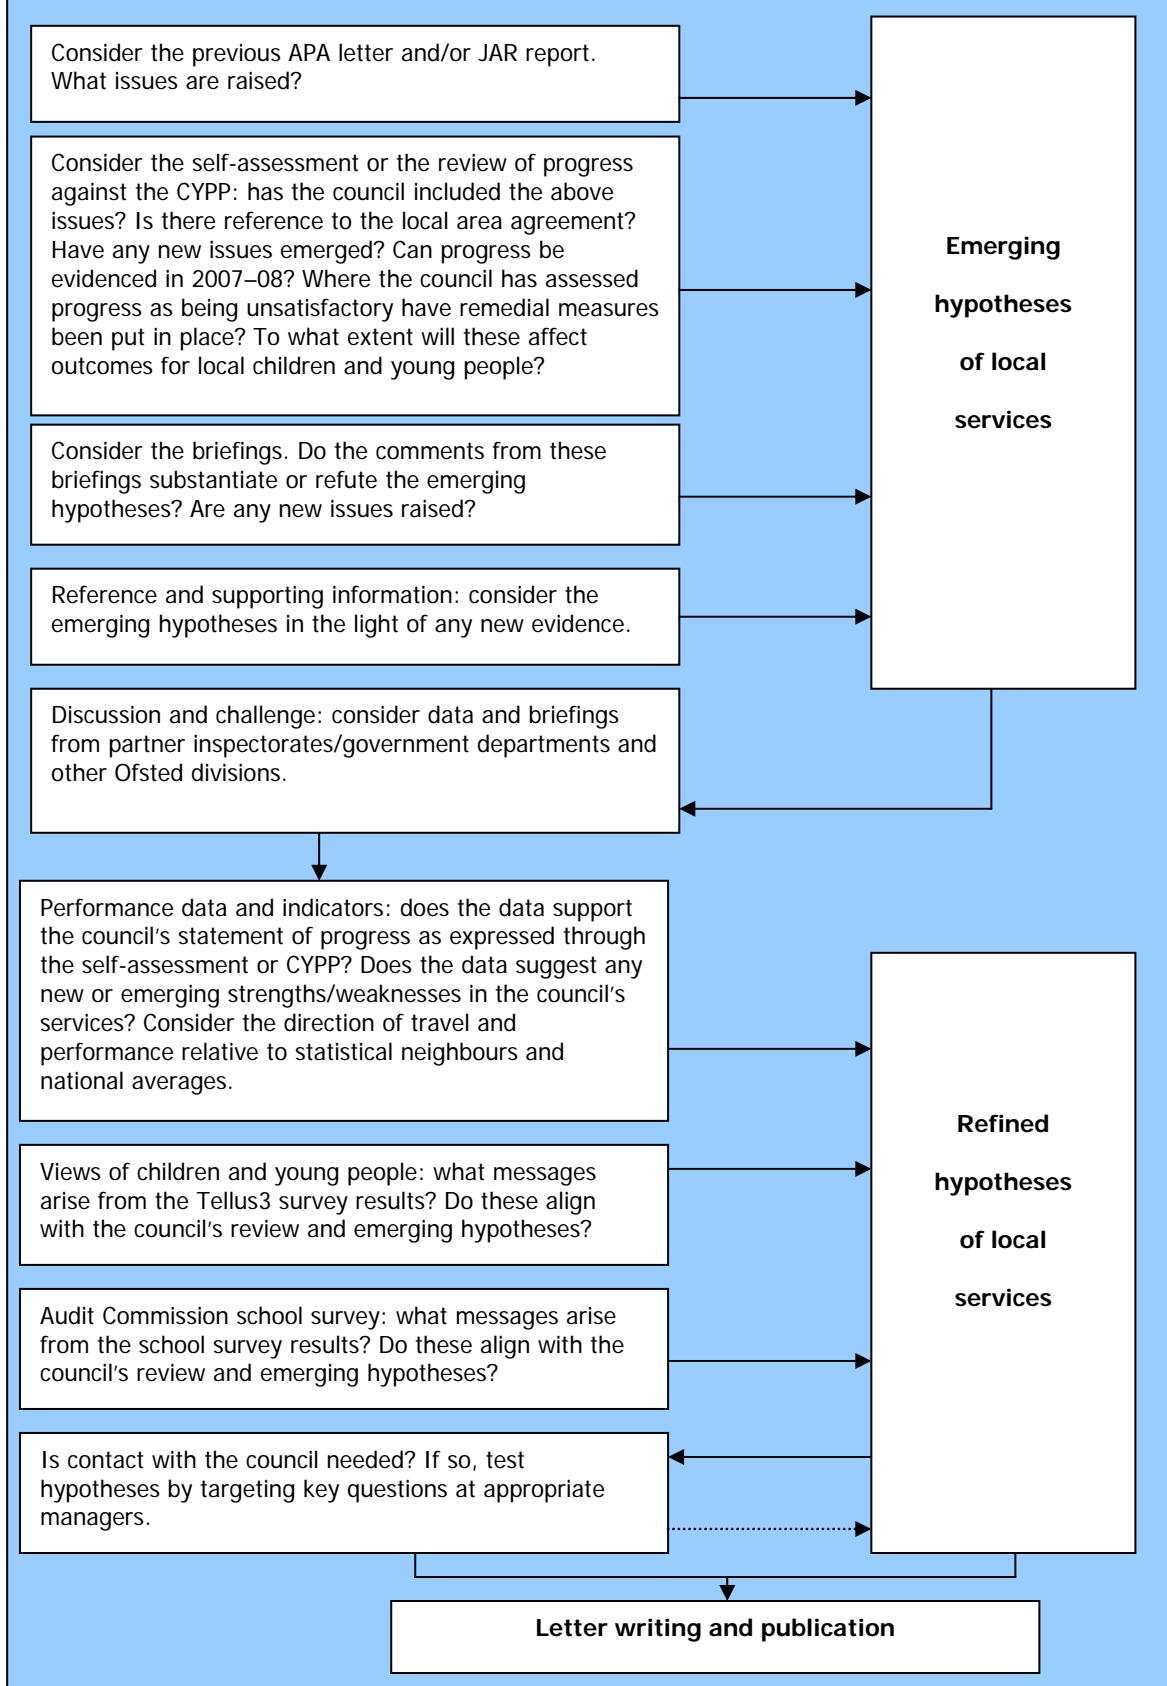 Consider the previous APA letter and/or JAR report.
What issues are raised?
Consider the self-assessment or the review of progress
against the CYPP: has the council included the above
issues? Is there reference to the local area agreement?
Have any new issues emerged? Can progress be
evidenced in 2007–08? Where the council has assessed
progress as being unsatisfactory have remedial measures
been put in place? To what extent will these affect
outcomes for local children and young people?
Consider the briefings. Do the comments from these
briefings substantiate or refute the emerging
hypotheses? Are any new issues raised?
Reference and supporting information: consider the
emerging hypotheses in the light of any new evidence.
Emerging
hypotheses
of local
services
Discussion and challenge: consider data and briefings
from partner inspectorates/government departments and
other Ofsted divisions.
Performance data and indicators: does the data support
the council's statement of progress as expressed through
the self-assessment or CYPP? Does the data suggest any
new or emerging strengths/weaknesses in the council's
services? Consider the direction of travel and
performance relative to statistical neighbours and
national averages.
Views of children and young people: what messages
arise from the Tellus3 survey results? Do these align
with the council's review and emerging hypotheses?
Audit Commission school survey: what messages arise
from the school survey results? Do these align with the
council's review and emerging hypotheses?
Is contact with the council needed? If so, test
hypotheses by targeting key questions at appropriate
managers.
Refined
hypotheses
of local
services
Letter writing and publication